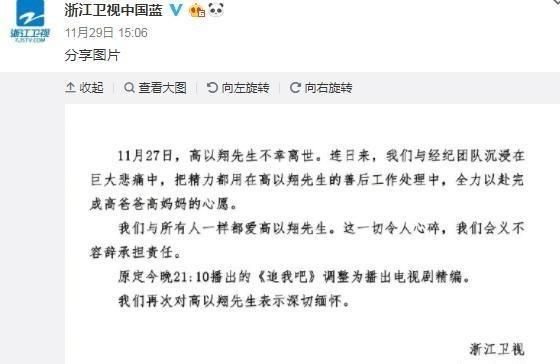 浙江卫视
ZJSTV.COM
浙江卫视中国蓝
11月29日 15:06
分享图片
收起 查看大图 向左旋转 向右旋转
11月27日，高以翔先生不幸离世。连日来，我们与经纪团队沉浸在
巨大悲痛中，把精力都用在高以翔先生的善后工作处理中，全力以赴完
成高爸爸高妈妈的心愿。
我们与所有人一样都爱高以翔先生。这一切令人心碎，我们会义不
容辞承担责任。
原定今晚21:10播出的《追我吧》调整为播出电视剧精编。
我们再次对高以翔先生表示深切缅怀。
浙江卫视